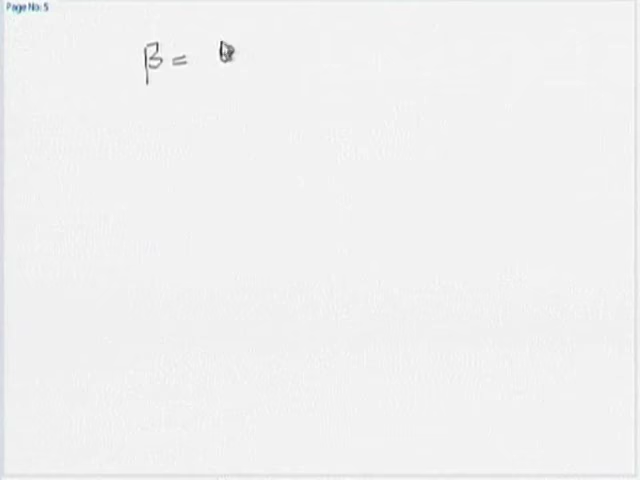 Page No: 5
β =